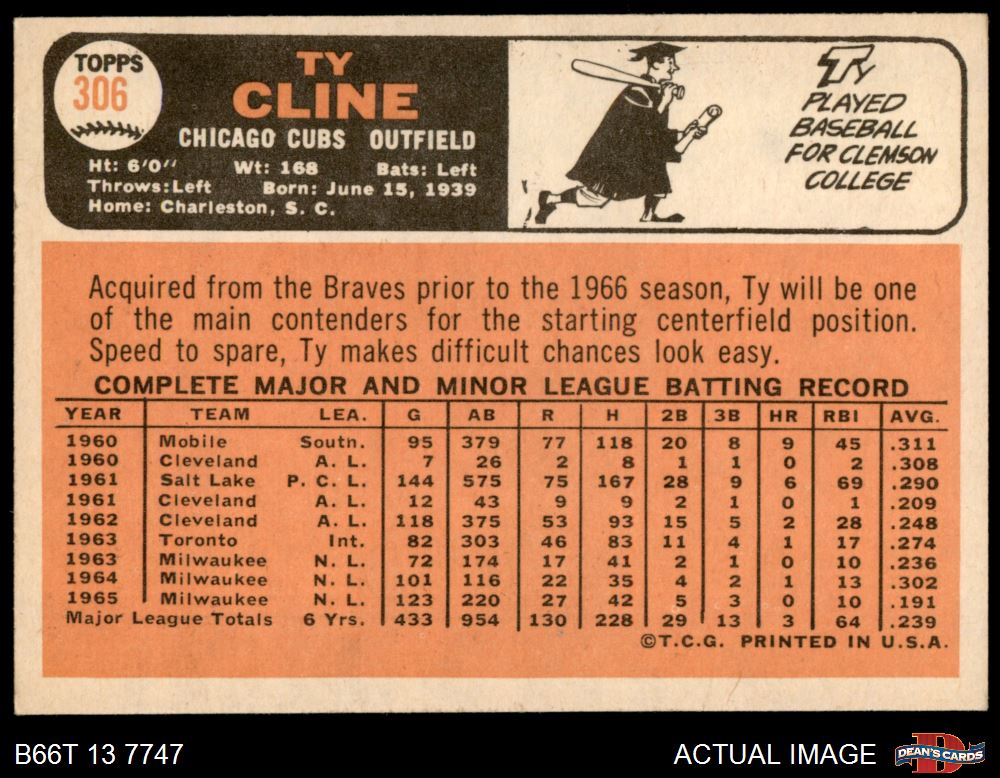 TOPPS
306
TY
CLINE
CHICAGO CUBS OUTFIELD
Ht: 6'0" Wt: 168 Bats: Left
Throws: Left Born: June 15, 1939
Home: Charleston, S. C.
TY
PLAYED
BASEBALL
FOR CLEMSON
COLLEGE
Acquired from the Braves prior to the 1966 season, Ty will be one
of the main contenders for the starting centerfield position.
Speed to spare, Ty makes difficult chances look easy.
COMPLETE MAJOR AND MINOR LEAGUE BATTING RECORD
YEAR TEAM LEA. G AB R H 2B 3B HR RBI AVG.
1960 Mobile South. 95 379 77 118 20 8 9 45 .311
1960 Cleveland A. L. 7 26 2 8 1 1 0 2 .308
1961 Salt Lake P. C. L. 144 575 75 167 28 9 6 69 .290
1961 Cleveland A. L. 12 43 9 9 2 1 0 1 .209
1962 Cleveland A. L. 118 375 53 93 15 5 2 28 .248
1963 Toronto Int. 82 303 46 83 11 4 1 17 .274
1963 Milwaukee N. L. 72 174 17 41 2 1 0 10 .236
1964 Milwaukee N. L. 101 116 22 35 4 2 1 13 .302
1965 Milwaukee N. L. 123 220 27 42 5 3 0 10 .191
Major League Totals 6 Yrs. 433 954 130 228 29 13 3 64 .239
©T.C.G. PRINTED IN U.S.A.
B66T 13 7747 ACTUAL IMAGE DEAN'S CARDS